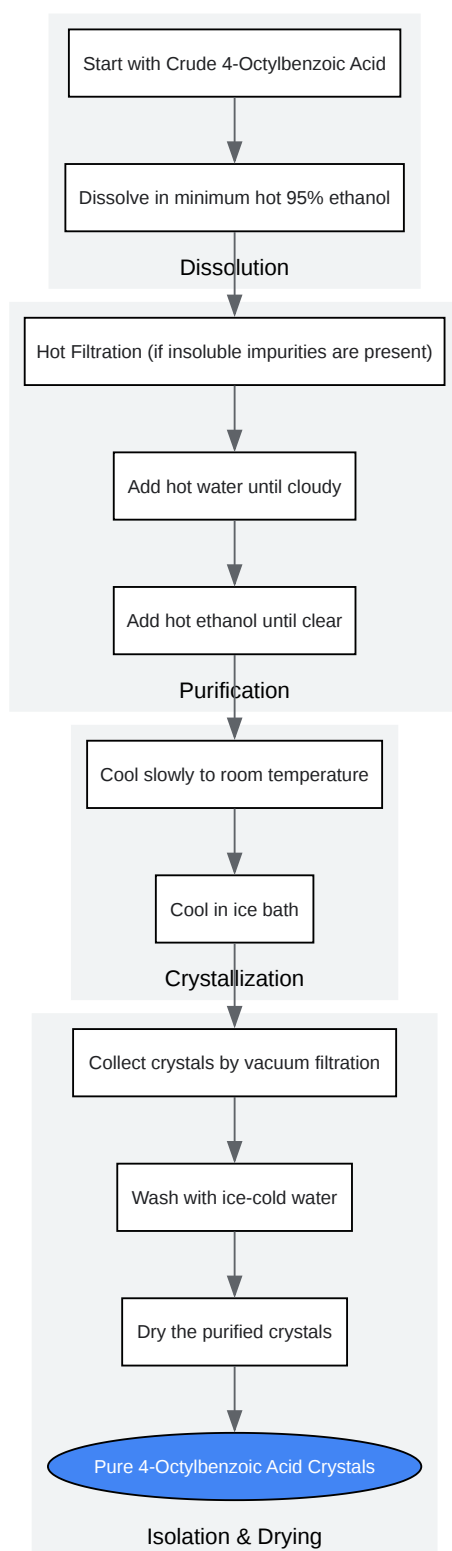 Start with Crude 4-Octylbenzoic Acid
Dissolve in minimum hot 95% ethanol
Dissolution
Hot Filtration (if insoluble impurities are present)
Add hot water until cloudy
Add hot ethanol until clear
Purification
Cool slowly to room temperature
Cool in ice bath
Crystallization
Collect crystals by vacuum filtration
Wash with ice-cold water
Dry the purified crystals
Pure 4-Octylbenzoic Acid Crystals
Isolation & Drying